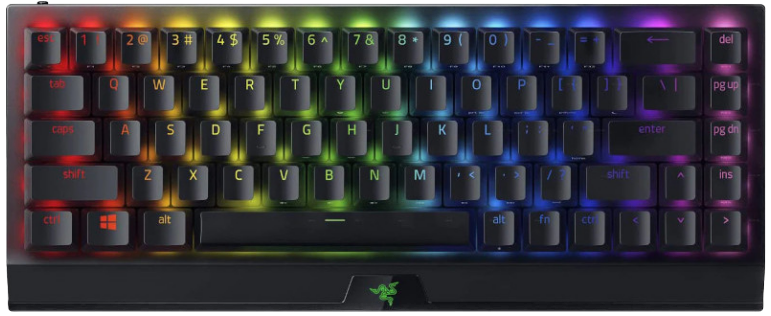 esc 1 2 @ 3 # 4 $ 5 % 6 ^ 7 & 8 * 9 ( 0 ) - _ = + ← del
tab Q W E R T Y U I O P [ { ] } \ | pg up
caps A S D F G H J K L ; : ' " enter pg dn
shift Z X C V B N M , < . > / ? shift ^ ins
ctrl alt alt fn ctrl < ˅ >